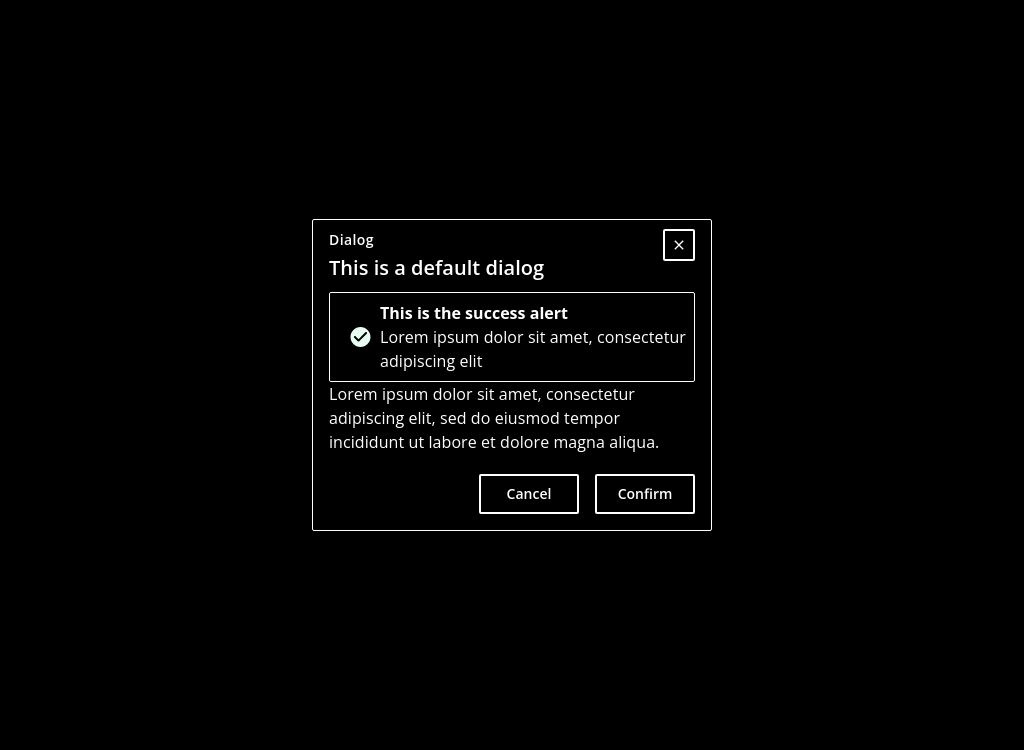 Dialog
This is a default dialog
This is the success alert
Lorem ipsum dolor sit amet, consectetur
adipiscing elit
Lorem ipsum dolor sit amet, consectetur
adipiscing elit, sed do eiusmod tempor
incididunt ut labore et dolore magna aliqua.
Cancel
Confirm